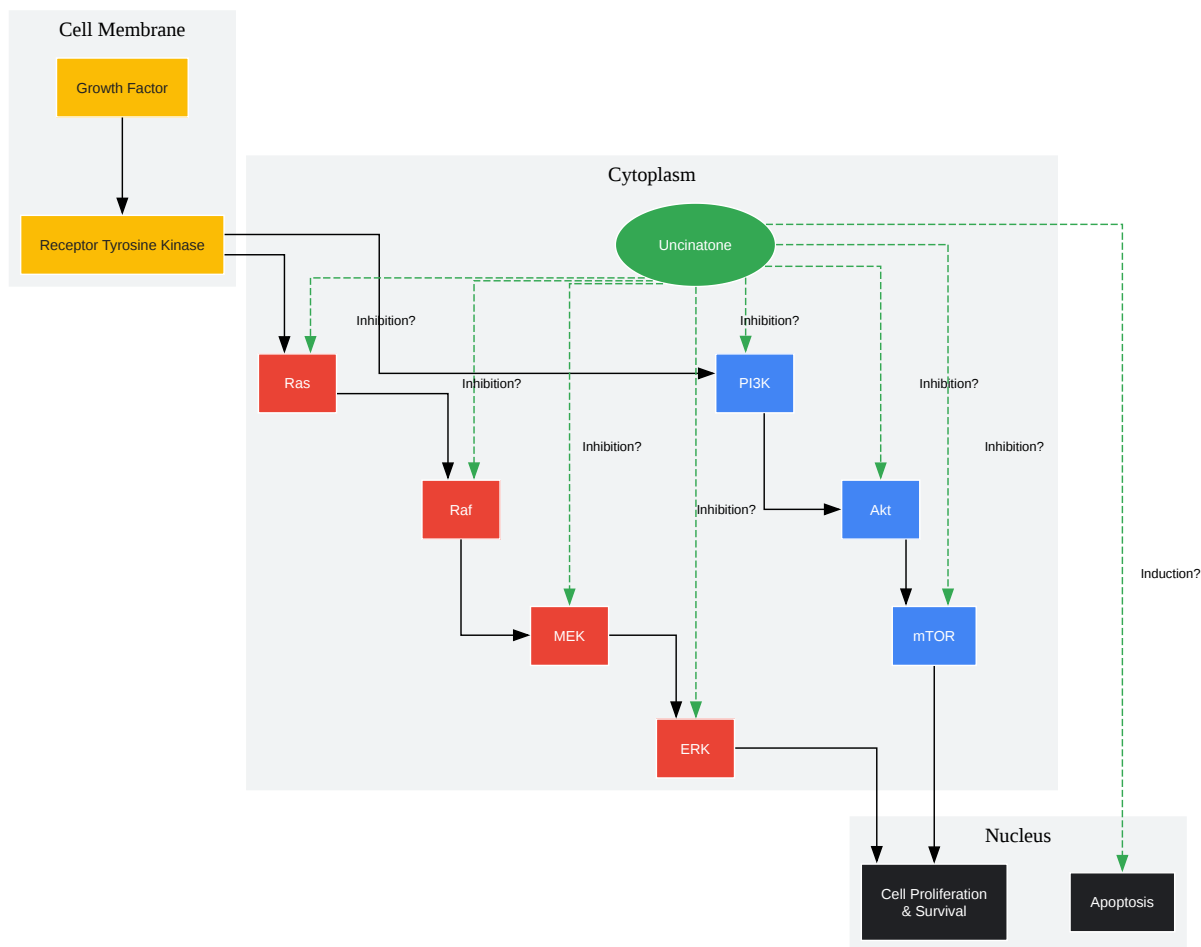 Cell Membrane
Growth Factor
Receptor Tyrosine Kinase
Cytoplasm
Uncinatone
Inhibition?
Inhibition?
Ras
Inhibition?
PI3K
Inhibition?
Inhibition?
Inhibition?
Raf
Inhibition?
Akt
Induction?
MEK
mTOR
ERK
Nucleus
Cell Proliferation
& Survival
Apoptosis